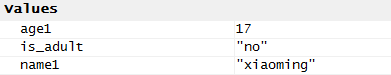 values
age1 17
is_adult "no"
name1 "xiaoming"